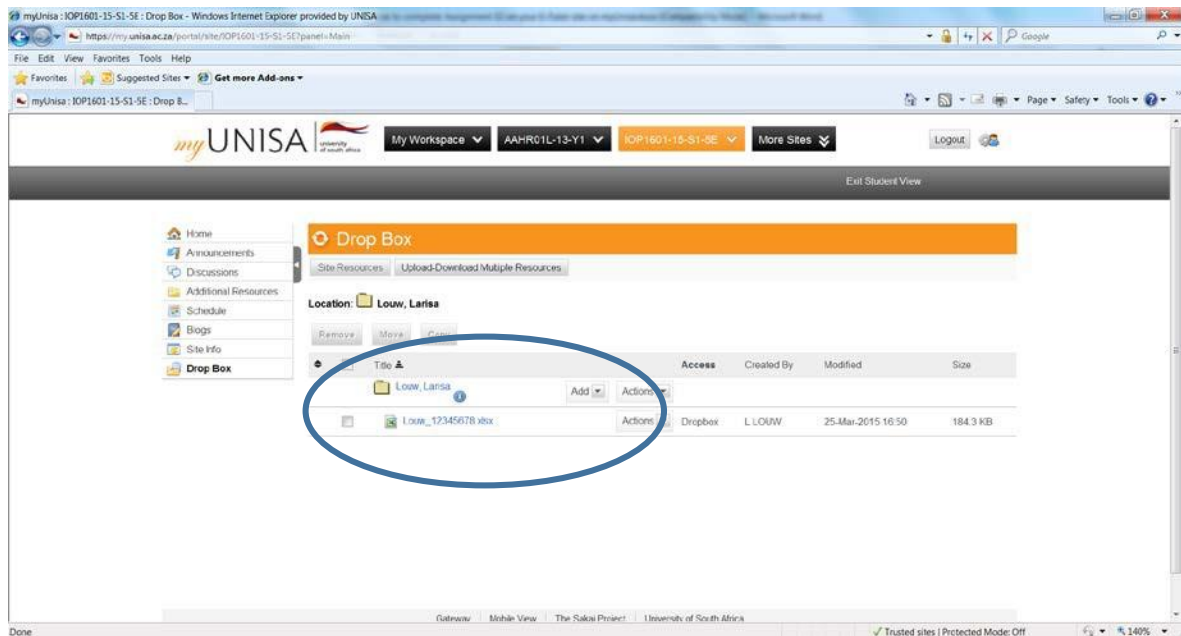 myUnisa : IOP1601-15-S1-5E : Drop Box - Windows Internet Explorer provided by UNISA
https://my.unisa.ac.za/portal/site/IOP1601-15-S1-5E?panel=Main
Google
File Edit View Favorites Tools Help
Favorites Suggested Sites Get more Add-ons
myUnisa : IOP1601-15-S1-5E : Drop B... Page Safety Tools
myUNISA university of south africa My Workspace AAHR01L-13-Y1 IOP1601-15-S1-5E More Sites Logout
Exit Student View
Home
Announcements
Discussions
Additional Resources
Schedule
Blogs
Site Info
Drop Box
Drop Box
Site Resources Upload-Download Multiple Resources
Location: Louw, Larisa
Remove Move Copy
Title Access Created By Modified Size
Louw, Larisa Add Actions
Louw_12345678.xlsx Actions Dropbox L LOUW 25-Mar-2015 16:50 184.3 KB
Gateway Mobile View The Sakai Project University of South Africa
Done Trusted sites | Protected Mode: Off 140%